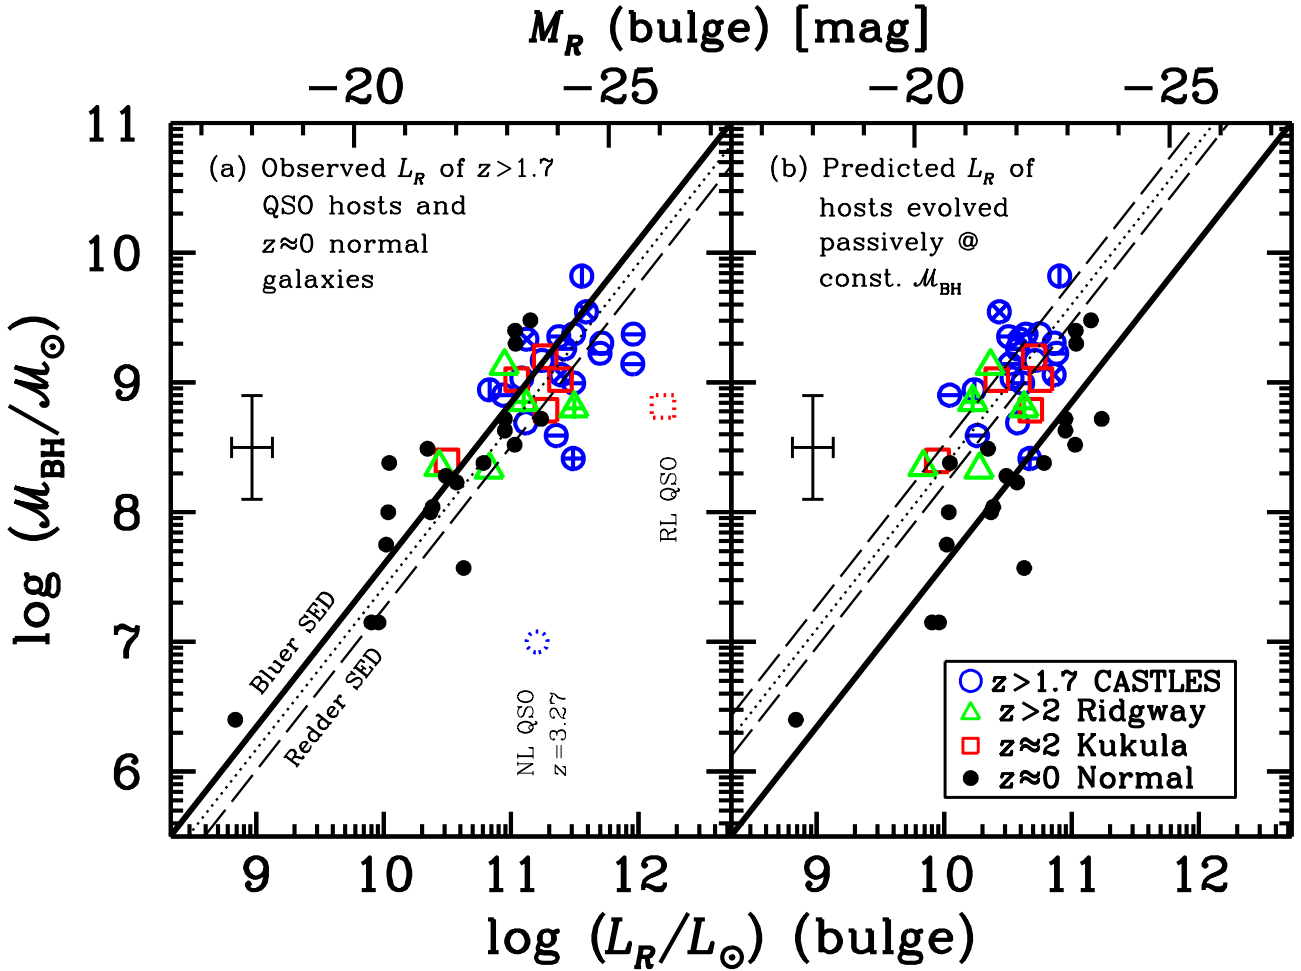 M_R (bulge) [mag]
−20 −25 −20 −25
(a) Observed L_R of z>1.7
QSO hosts and
z≈0 normal
galaxies
(b) Predicted L_R of
hosts evolved
passively @
const. ℳ_BH
11
10
9
8
7
6
log (ℳ_BH/ℳ_⊙)
Bluer SED
Redder SED
RL QSO
NL QSO
z=3.27
z>1.7 CASTLES
z>2 Ridgway
z≈2 Kukula
z≈0 Normal
9 10 11 12 9 10 11 12
log (L_R/L_⊙) (bulge)